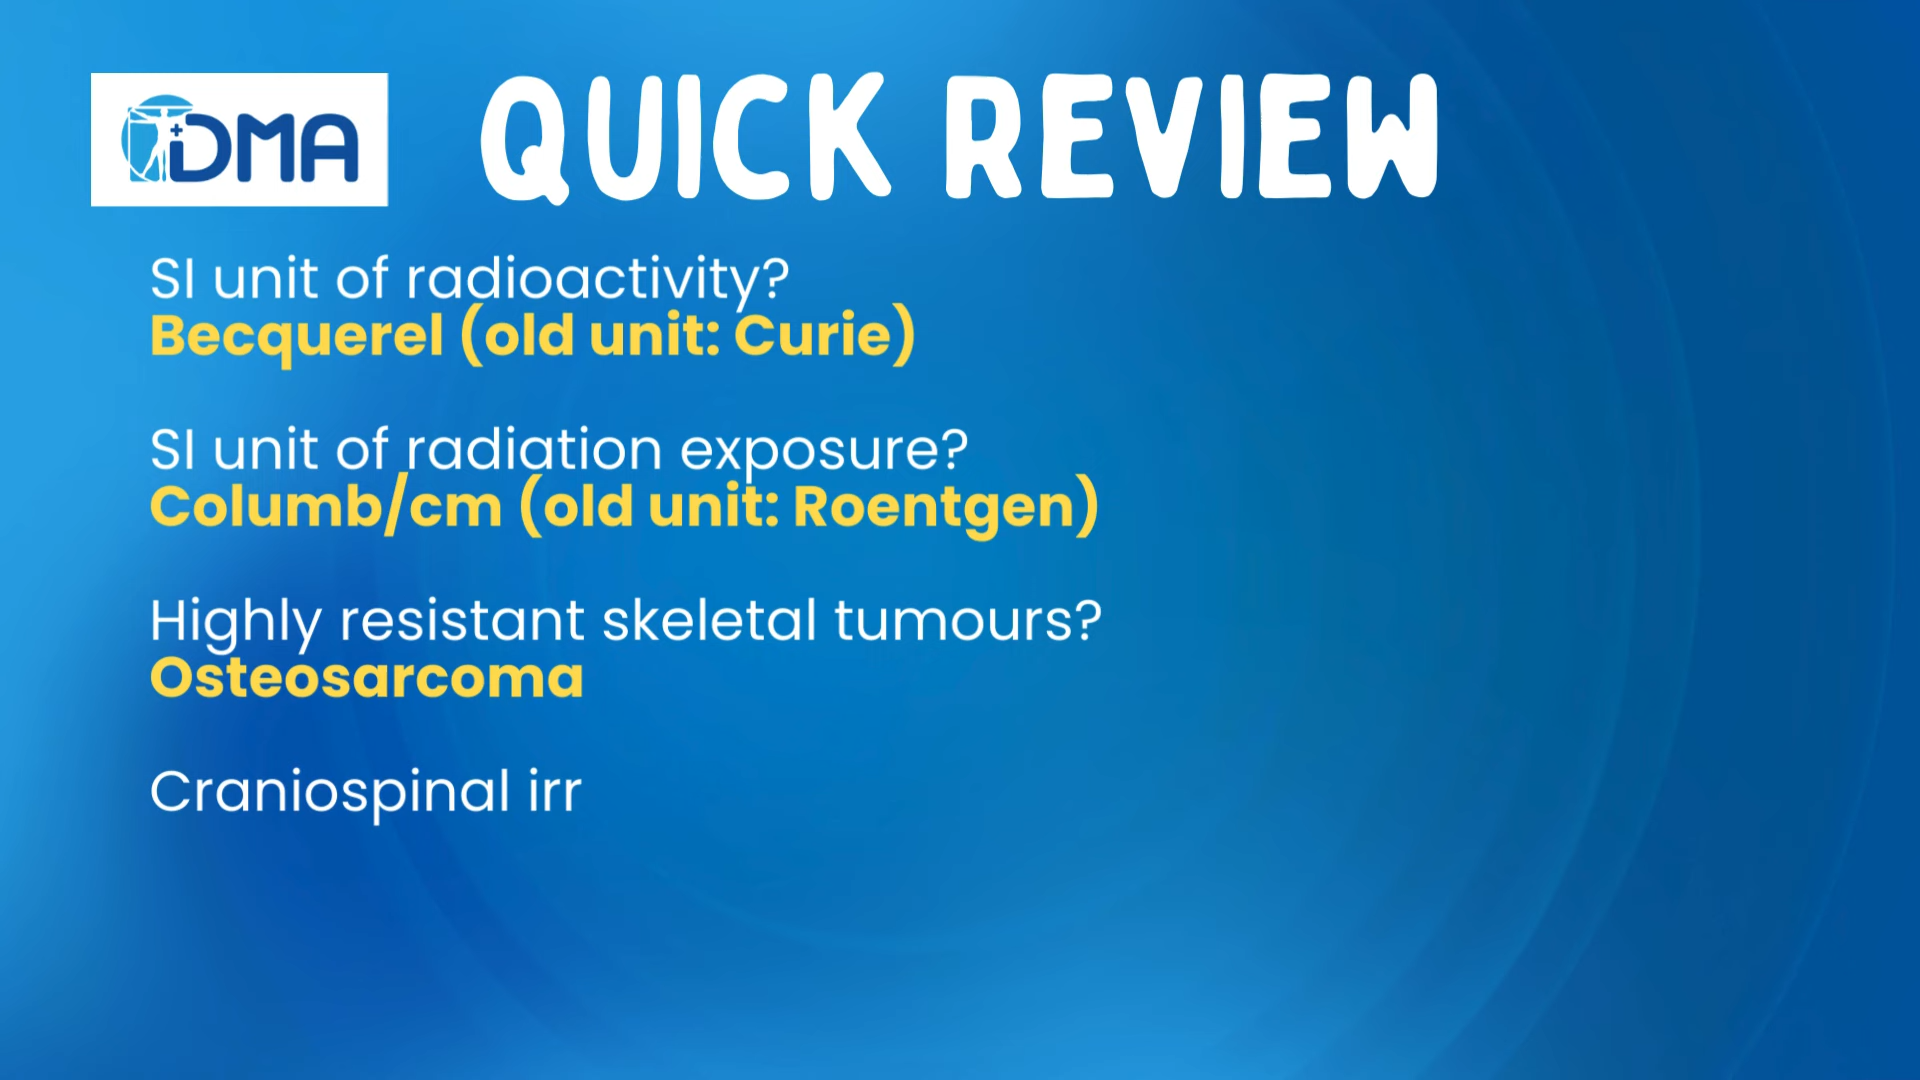 iDMA
QUICK REVIEW
SI unit of radioactivity?
Becquerel (old unit: Curie)
SI unit of radiation exposure?
Columb/cm (old unit: Roentgen)
Highly resistant skeletal tumours?
Osteosarcoma
Craniospinal irr